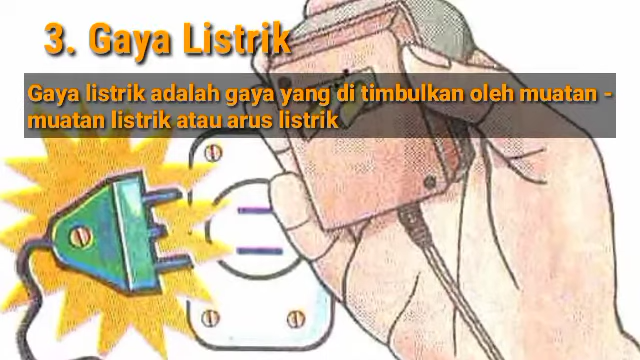 3. Gaya Listrik
Gaya listrik adalah gaya yang di timbulkan oleh muatan -
muatan listrik atau arus listrik